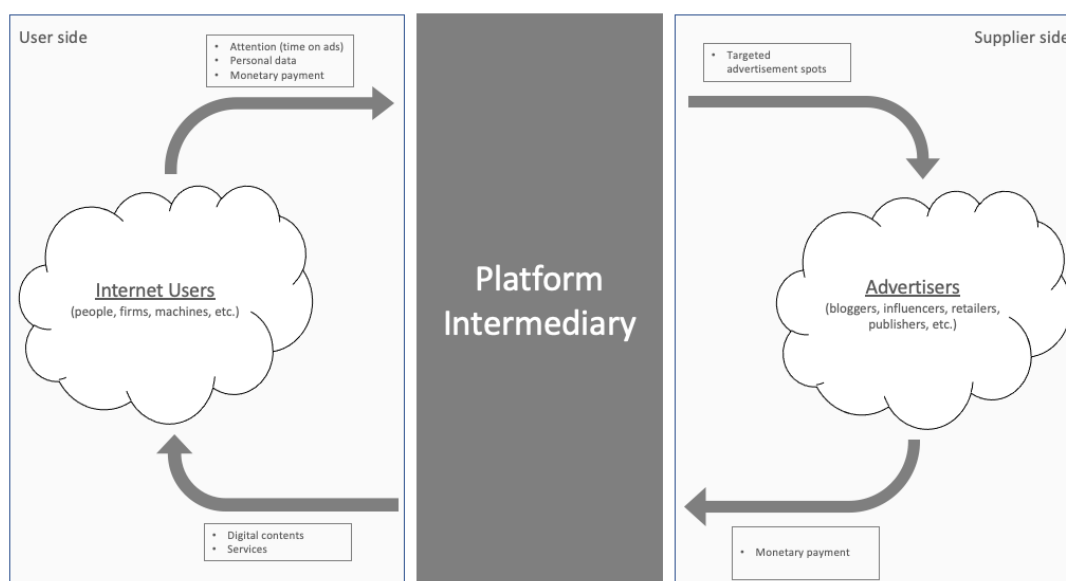 User side
• Attention (time on ads)
• Personal data
• Monetary payment
Internet Users
(people, firms, machines, etc.)
• Digital contents
• Services
Platform
Intermediary
Supplier side
• Targeted
advertisement spots
Advertisers
(bloggers, influencers, retailers,
publishers, etc.)
• Monetary payment